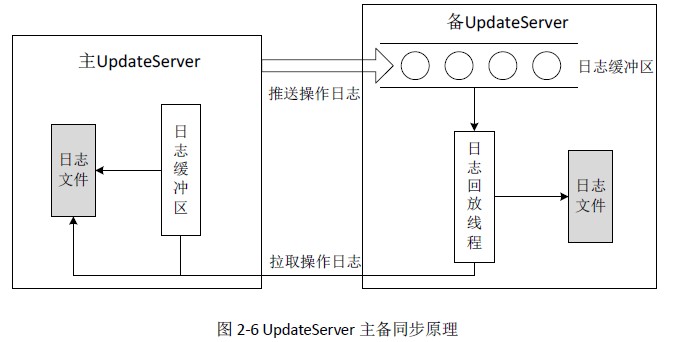 主UpdateServer
备UpdateServer
日志缓冲区
推送操作日志
日志
文件
日志缓冲区
日志回放线程
日志
文件
拉取操作日志
图 2-6 UpdateServer 主备同步原理